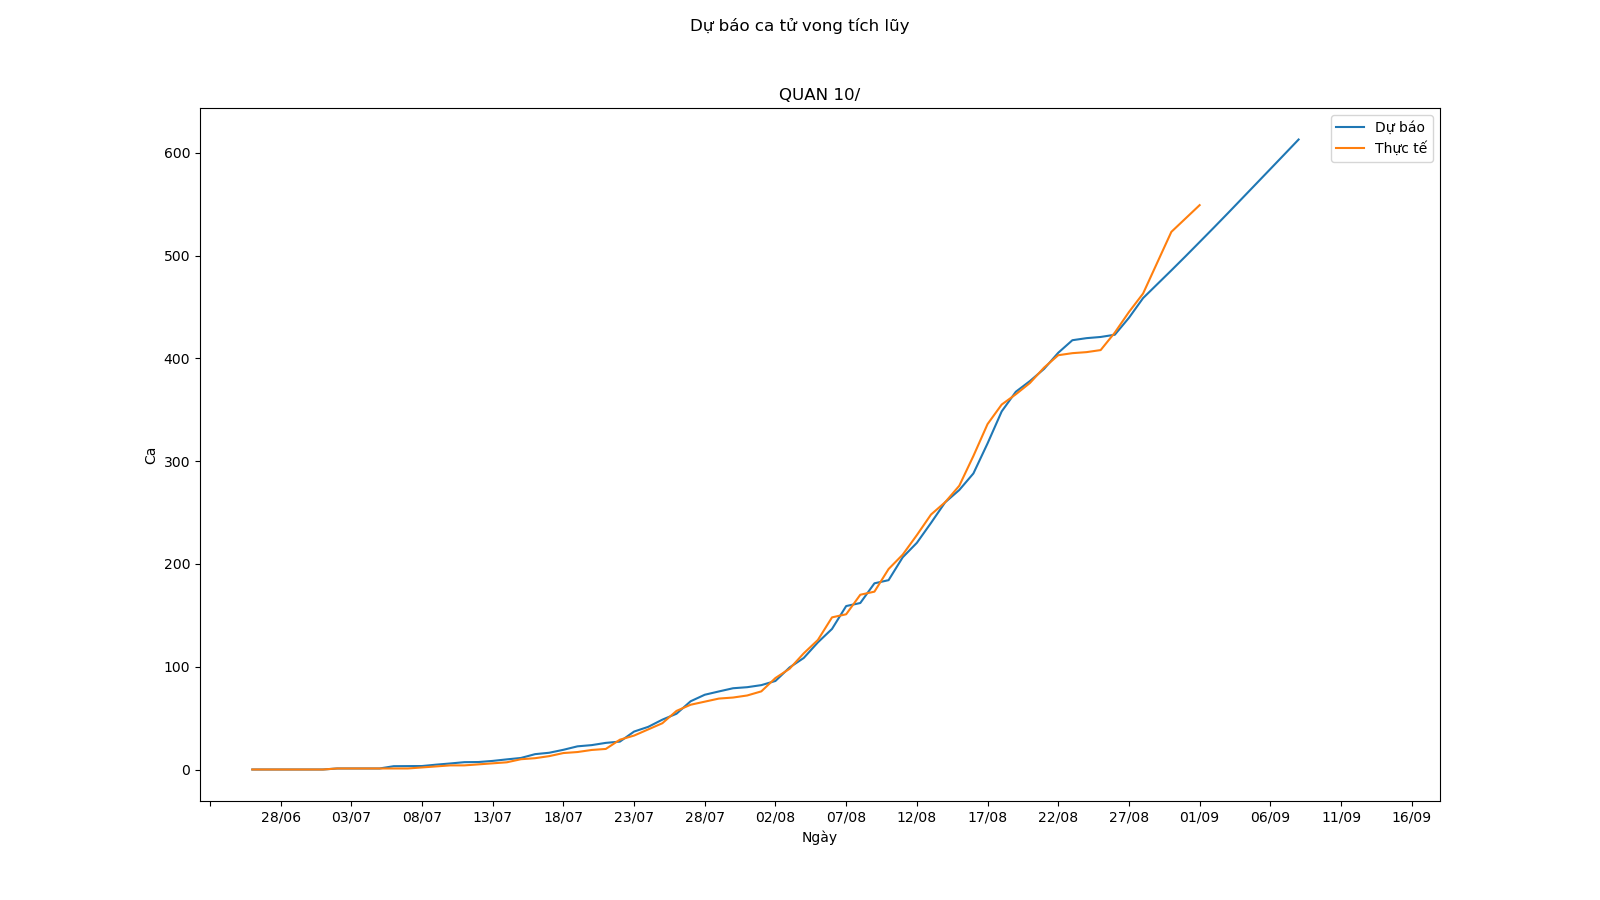 Dự báo ca tử vong tích lũy
QUAN 10/
Dự báo
Thực tế
600
500
400
300
200
100
0
Ca
28/06 03/07 08/07 13/07 18/07 23/07 28/07 02/08 07/08 12/08 17/08 22/08 27/08 01/09 06/09 11/09 16/09
Ngày